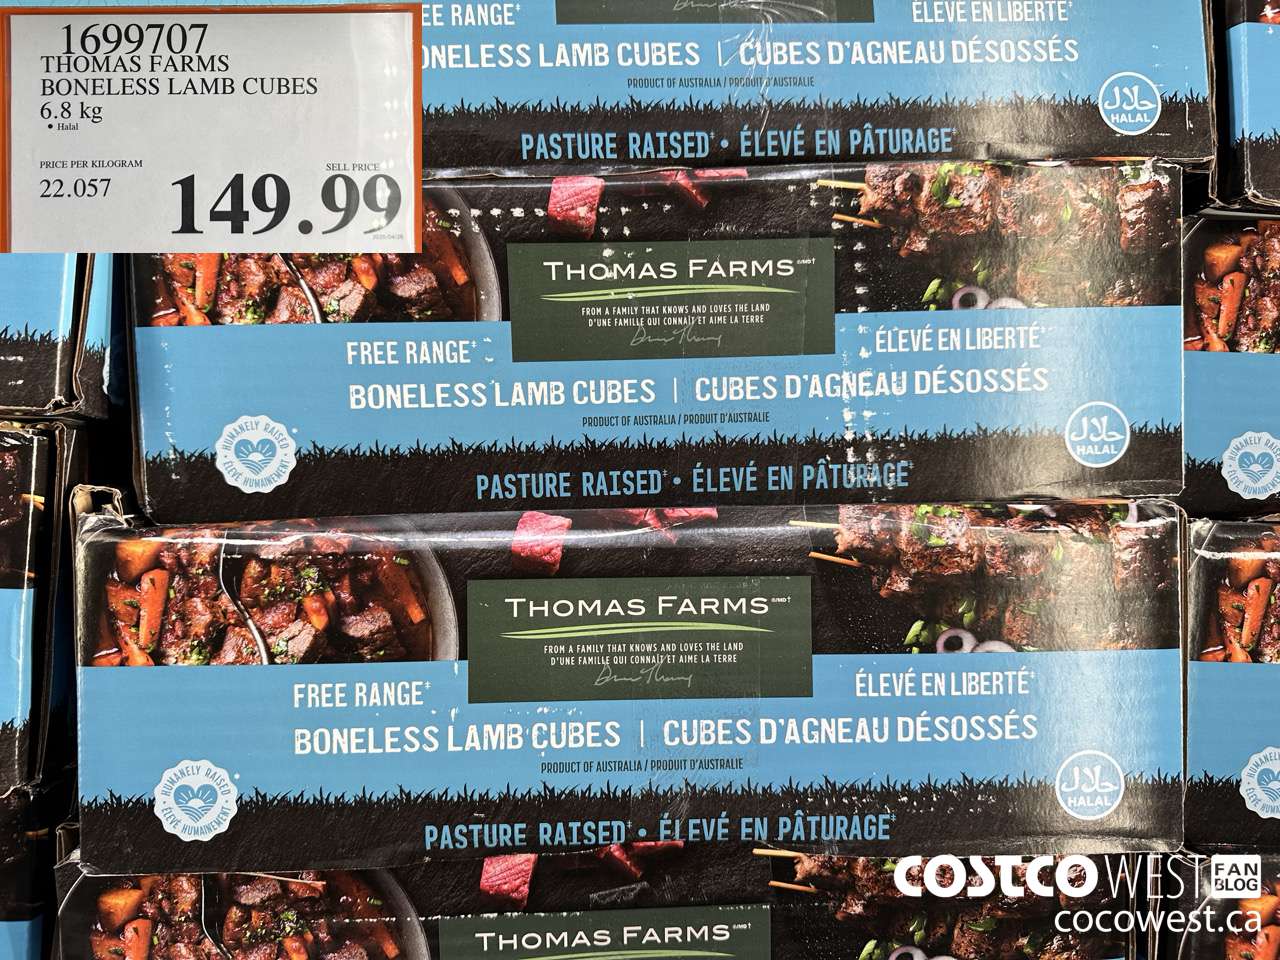 1699707
THOMAS FARMS
BONELESS LAMB CUBES
6.8 kg
• Halal
PRICE PER KILOGRAM
22.057
SELL PRICE
149.99
EE RANGE‡
ÉLEVÉ EN LIBERTÉ‡
ONELESS LAMB CUBES | CUBES D'AGNEAU DÉSOSSÉS
PRODUCT OF AUSTRALIA / PRODUIT D'AUSTRALIE
حلال
HALAL
PASTURE RAISED‡ • ÉLEVÉ EN PÂTURAGE‡
THOMAS FARMS®/MD†
FROM A FAMILY THAT KNOWS AND LOVES THE LAND
D'UNE FAMILLE QUI CONNAÎT ET AIME LA TERRE
FREE RANGE‡
ÉLEVÉ EN LIBERTÉ‡
BONELESS LAMB CUBES | CUBES D'AGNEAU DÉSOSSÉS
PRODUCT OF AUSTRALIA / PRODUIT D'AUSTRALIE
HUMANELY RAISED
ÉLEVÉ HUMAINEMENT
حلال
HALAL
PASTURE RAISED‡ • ÉLEVÉ EN PÂTURAGE‡
HUMANELY
ÉLEVÉ HUMAINEM
THOMAS FARMS®/MD†
FROM A FAMILY THAT KNOWS AND LOVES THE LAND
D'UNE FAMILLE QUI CONNAÎT ET AIME LA TERRE
FREE RANGE‡
ÉLEVÉ EN LIBERTÉ‡
BONELESS LAMB CUBES | CUBES D'AGNEAU DÉSOSSÉS
PRODUCT OF AUSTRALIA / PRODUIT D'AUSTRALIE
HUMANELY RAISED
ÉLEVÉ HUMAINEMENT
حلال
HALAL
PASTURE RAISED‡ • ÉLEVÉ EN PÂTURAGE‡
THOMAS FARMS®/MD†
COSTCO WEST FAN BLOG
cocowest.ca